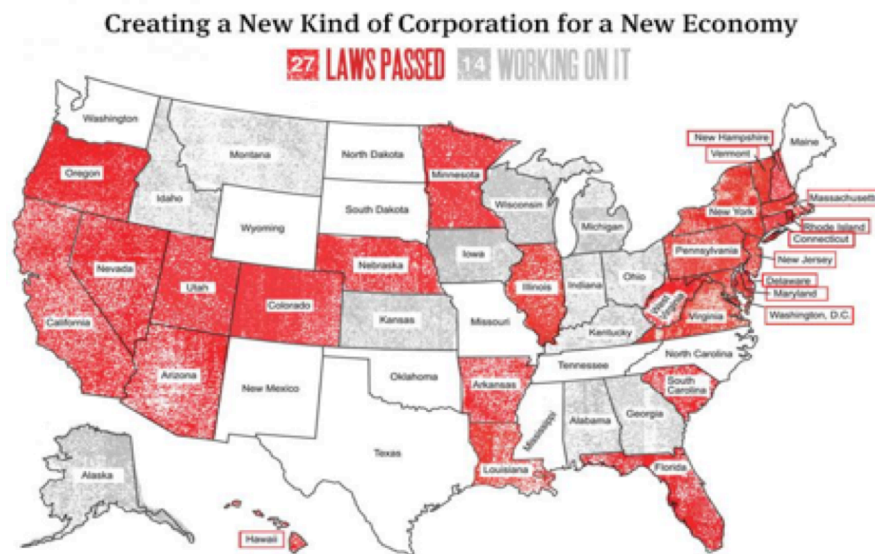 Creating a New Kind of Corporation for a New Economy
27 LAWS PASSED 14 WORKING ON IT
Washington
Oregon
Idaho
Montana
North Dakota
Minnesota
New Hampshire
Vermont
Maine
Wyoming
South Dakota
Wisconsin
Michigan
New York
Massachusett
Rhode Island
Connecticut
Nevada
Utah
Colorado
Nebraska
Iowa
Illinois
Indiana
Ohio
Pennsylvania
New Jersey
Delaware
Maryland
Washington, D.C.
California
Kansas
Missouri
Kentucky
West Virginia
Virginia
Arizona
New Mexico
Oklahoma
Arkansas
Tennessee
North Carolina
South
Carolina
Texas
Louisiana
Mississippi
Alabama
Georgia
Florida
Alaska
Hawaii